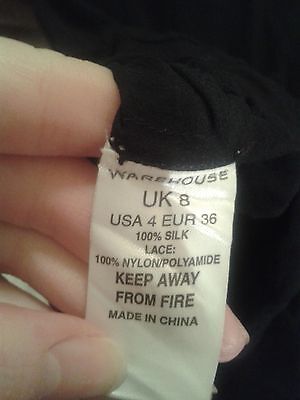 WAREHOUSE
UK 8
USA 4 EUR 36
100% SILK
LACE:
100% NYLON/POLYAMIDE
KEEP AWAY
FROM FIRE
MADE IN CHINA